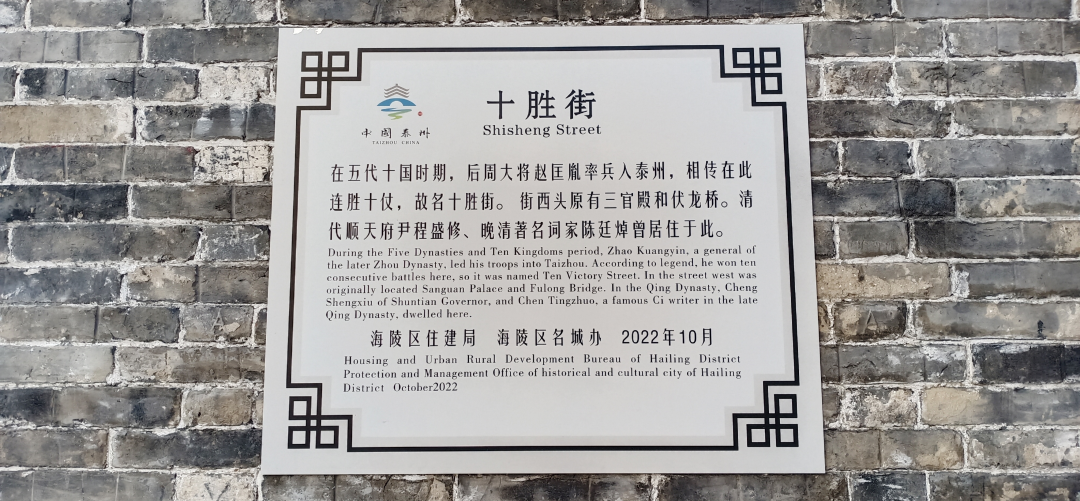 中国泰州
TAIZHOU CHINA
十胜街
Shisheng Street
在五代十国时期，后周大将赵匡胤率兵入泰州，相传在此
连胜十仗，故名十胜街。街西头原有三官殿和伏龙桥。清
代顺天府尹程盛修、晚清著名词家陈廷焯曾居住于此。
During the Five Dynasties and Ten Kingdoms period, Zhao Kuangyin, a general of
the later Zhou Dynasty, led his troops into Taizhou. According to legend, he won ten
consecutive battles here, so it was named Ten Victory Street. In the street west was
originally located Sanguan Palace and Fulong Bridge. In the Qing Dynasty, Cheng
Shengxiu of Shuntian Governor, and Chen Tingzhuo, a famous Ci writer in the late
Qing Dynasty, dwelled here.
海陵区住建局 海陵区名城办 2022年10月
Housing and Urban Rural Development Bureau of Hailing District
Protection and Management Office of historical and cultural city of Hailing
District October2022